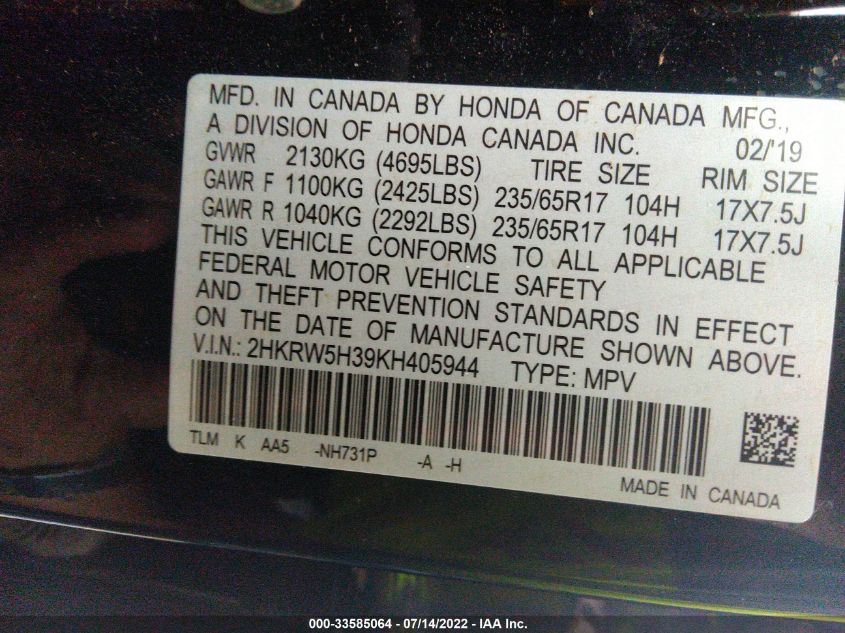 MFD. IN CANADA BY HONDA OF CANADA MFG.,
A DIVISION OF HONDA CANADA INC. 02/'19
GVWR 2130KG (4695LBS) TIRE SIZE RIM SIZE
GAWR F 1100KG (2425LBS) 235/65R17 104H 17X7.5J
GAWR R 1040KG (2292LBS) 235/65R17 104H 17X7.5J
THIS VEHICLE CONFORMS TO ALL APPLICABLE
FEDERAL MOTOR VEHICLE SAFETY
AND THEFT PREVENTION STANDARDS IN EFFECT
ON THE DATE OF MANUFACTURE SHOWN ABOVE.
V.I.N.: 2HKRW5H39KH405944 TYPE: MPV
TLM K AA5 -NH731P -A -H
MADE IN CANADA
000-33585064 / 07/14/2022 - IAA Inc.